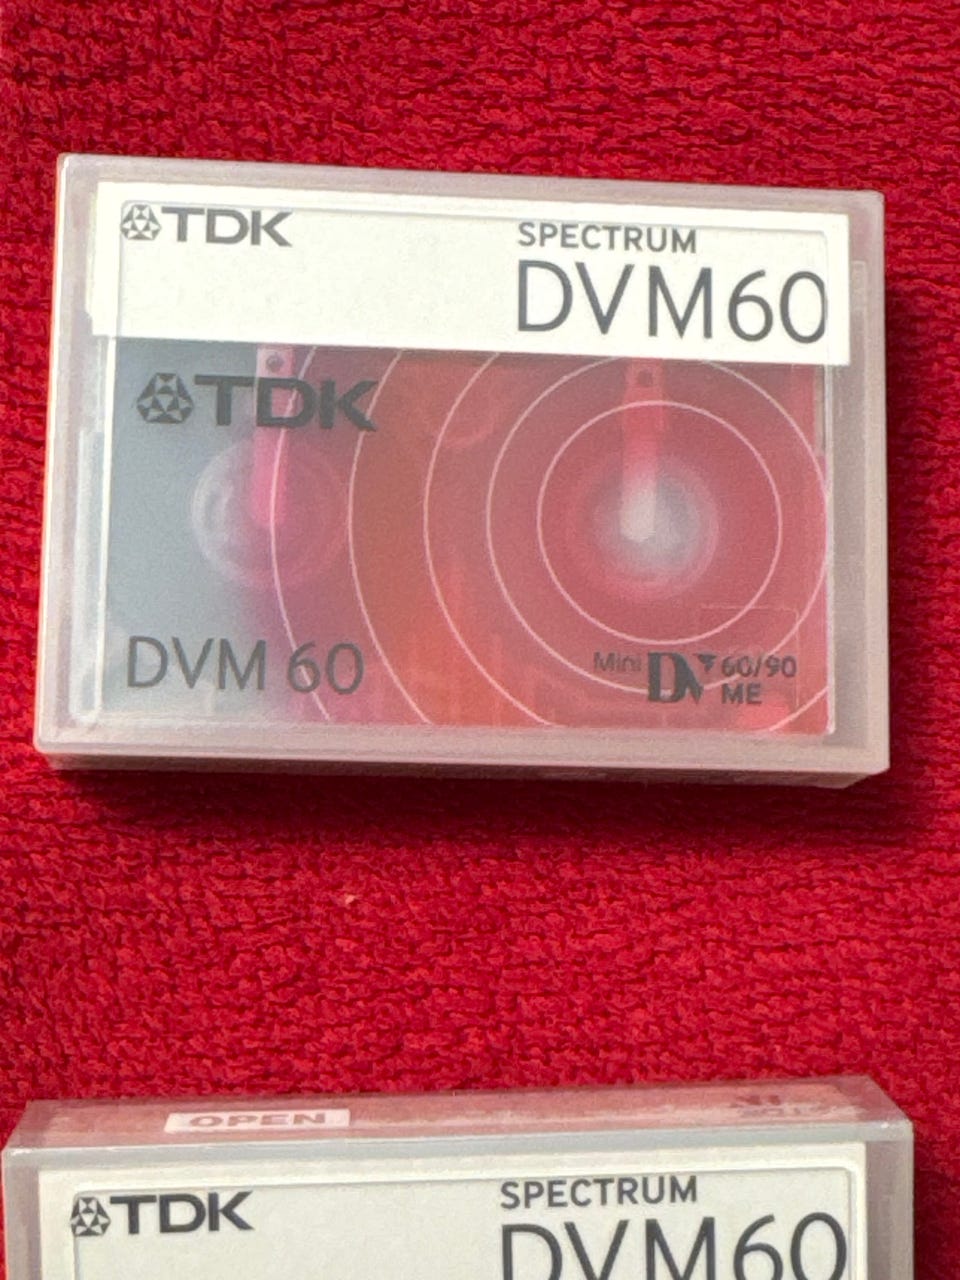 TDK
SPECTRUM
DVM60
TDK
DVM 60
Mini DV 60/90
ME
OPEN
TDK
SPECTRUM
DVM60